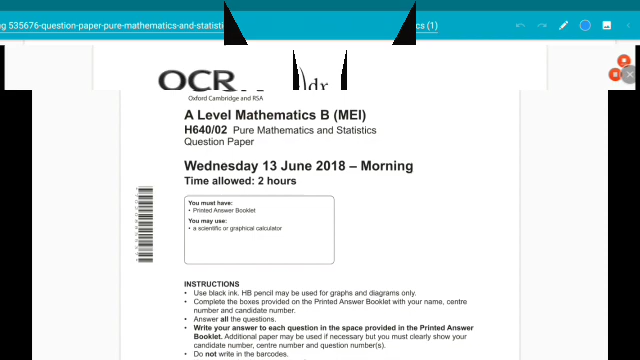 535676-question-paper-pure-mathematics-and-statisti
cs (1)
OCR
)dx
Oxford Cambridge and RSA
A Level Mathematics B (MEI)
H640/02 Pure Mathematics and Statistics
Question Paper
Wednesday 13 June 2018 – Morning
Time allowed: 2 hours
You must have:
• Printed Answer Booklet
You may use:
• a scientific or graphical calculator
INSTRUCTIONS
• Use black ink. HB pencil may be used for graphs and diagrams only.
• Complete the boxes provided on the Printed Answer Booklet with your name, centre
number and candidate number.
• Answer all the questions.
• Write your answer to each question in the space provided in the Printed Answer
Booklet. Additional paper may be used if necessary but you must clearly show your
candidate number, centre number and question number(s).
• Do not write in the barcodes.